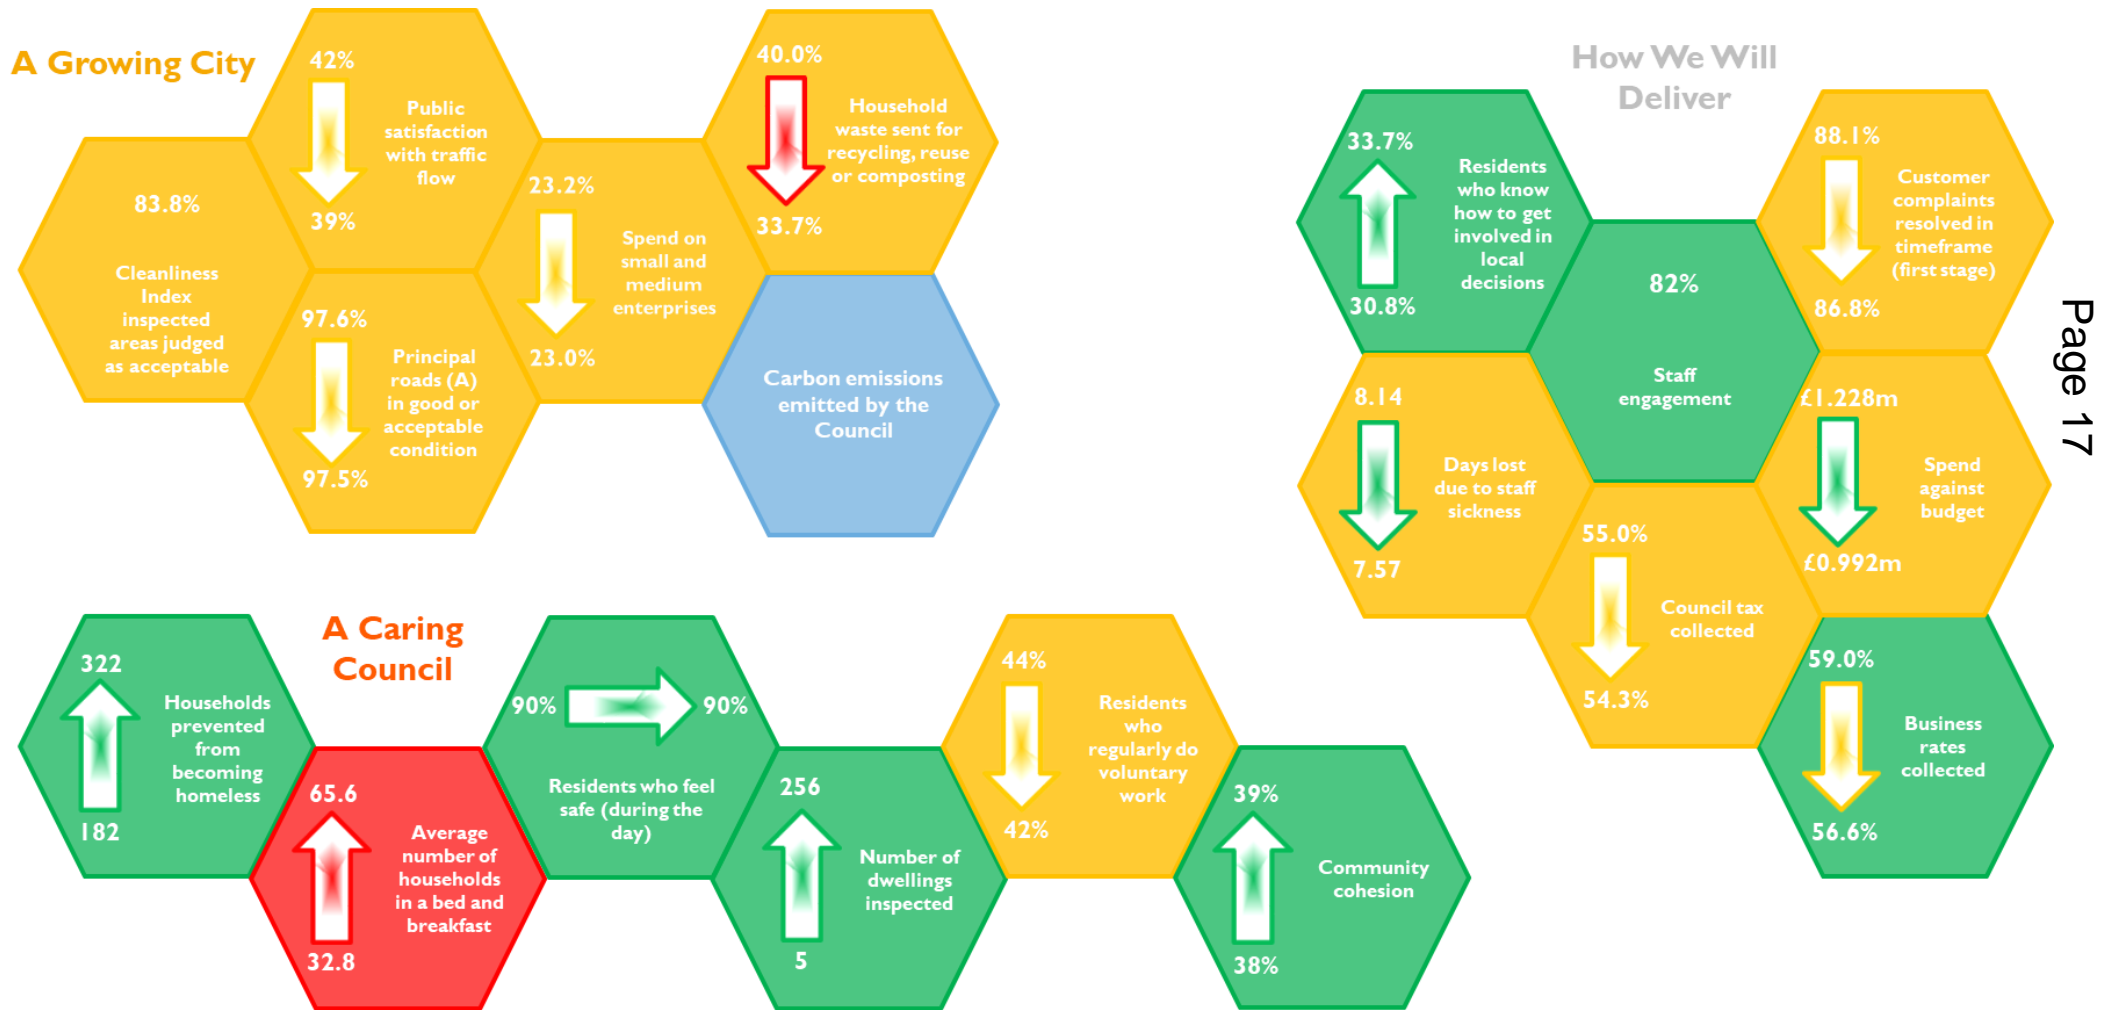 A Growing City
42%
Public
satisfaction
with traffic
flow
39%
83.8%
Cleanliness
Index
inspected
areas judged
as acceptable
97.6%
Principal
roads (A)
in good or
acceptable
condition
97.5%
23.2%
Spend on
small and
medium
enterprises
23.0%
40.0%
Household
waste sent for
recycling, reuse
or composting
33.7%
Carbon emissions
emitted by the
Council
How We Will
Deliver
33.7%
Residents
who know
how to get
involved in
local
decisions
30.8%
82%
Staff
engagement
88.1%
Customer
complaints
resolved in
timeframe
(first stage)
86.8%
8.14
Days lost
due to staff
sickness
7.57
£1.228m
Spend
against
budget
£0.992m
55.0%
Council tax
collected
54.3%
59.0%
Business
rates
collected
56.6%
A Caring
Council
322
Households
prevented
from
becoming
homeless
182
65.6
Average
number of
households
in a bed and
breakfast
32.8
90%
90%
Residents who feel
safe (during the
day)
256
Number of
dwellings
inspected
5
44%
Residents
who
regularly do
voluntary
work
42%
39%
Community
cohesion
38%
Page 17